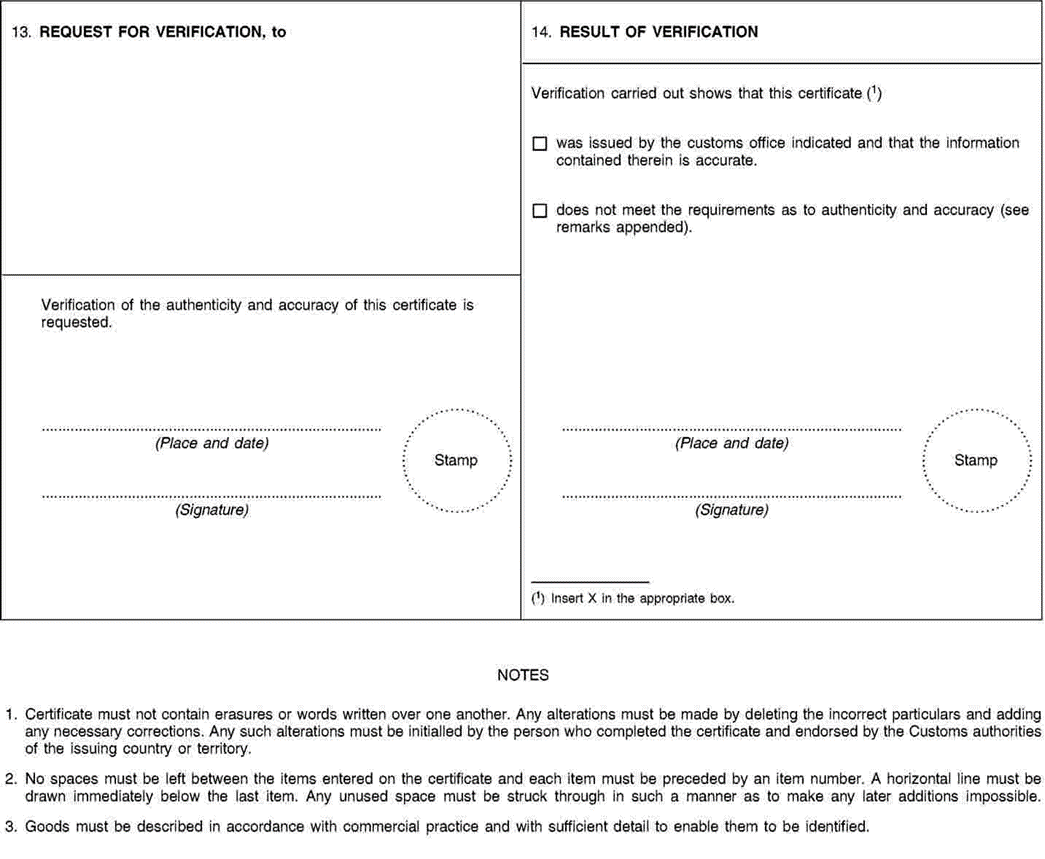 13. REQUEST FOR VERIFICATION, to
Verification of the authenticity and accuracy of this certificate is
requested.
(Place and date)
Stamp
(Signature)
14. RESULT OF VERIFICATION
Verification carried out shows that this certificate (¹)
was issued by the customs office indicated and that the information
contained therein is accurate.
does not meet the requirements as to authenticity and accuracy (see
remarks appended).
(Place and date)
Stamp
(Signature)
(¹) Insert X in the appropriate box.
NOTES
1. Certificate must not contain erasures or words written over one another. Any alterations must be made by deleting the incorrect particulars and adding
any necessary corrections. Any such alterations must be initialled by the person who completed the certificate and endorsed by the Customs authorities
of the issuing country or territory.
2. No spaces must be left between the items entered on the certificate and each item must be preceded by an item number. A horizontal line must be
drawn immediately below the last item. Any unused space must be struck through in such a manner as to make any later additions impossible.
3. Goods must be described in accordance with commercial practice and with sufficient detail to enable them to be identified.